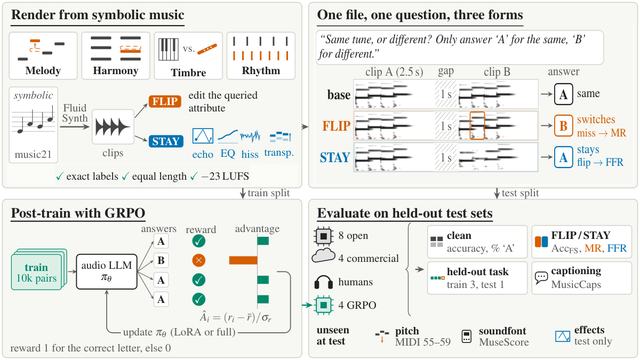 Render from symbolic music
Melody
Harmony
vs.
Timbre
Rhythm
symbolic
music21
Fluid
Synth
clips
FLIP
edit the queried
attribute
STAY
echo
EQ
hiss
transp.
✓ exact labels ✓ equal length ✓ −23 LUFS
One file, one question, three forms
“Same tune, or different? Only answer ‘A’ for the same, ‘B’
for different.”
clip A (2.5 s)
gap
clip B
answer
base
1 s
A
same
FLIP
1 s
B
switches
miss → MR
STAY
1 s
A
stays
flip → FFR
train split
test split
Post-train with GRPO
answers
reward
advantage
train
10k pairs
audio LLM
πθ
A
B
A
A
Âi = (ri − r̄)/σr
update πθ (LoRA or full)
reward 1 for the correct letter, else 0
Evaluate on held-out test sets
8 open
4 commercial
humans
4 GRPO
clean
accuracy, % ‘A’
FLIP/STAY
AccFS, MR, FFR
held-out task
train 3, test 1
captioning
MusicCaps
unseen
at test
pitch
MIDI 55–59
soundfont
MuseScore
effects
test only